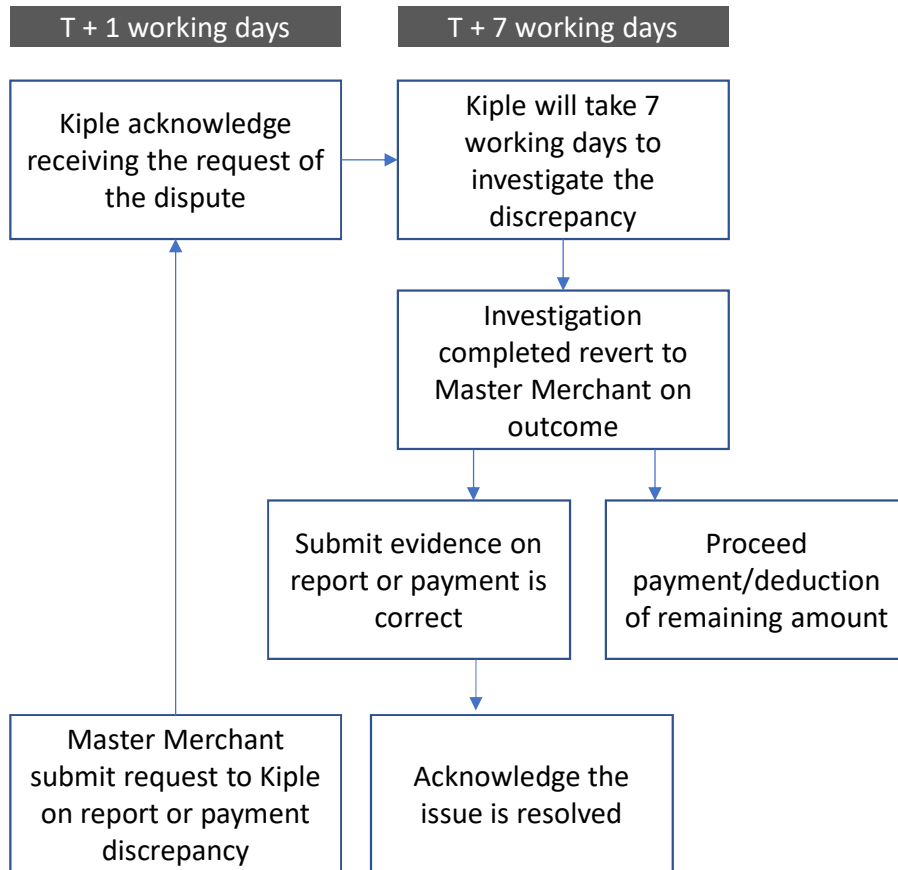 T + 1 working days
T + 7 working days
Kiple acknowledge
receiving the request of
the dispute
Kiple will take 7
working days to
investigate the
discrepancy
Investigation
completed revert to
Master Merchant on
outcome
Submit evidence on
report or payment is
correct
Proceed
payment/deduction
of remaining amount
Master Merchant
submit request to Kiple
on report or payment
discrepancy
Acknowledge the
issue is resolved